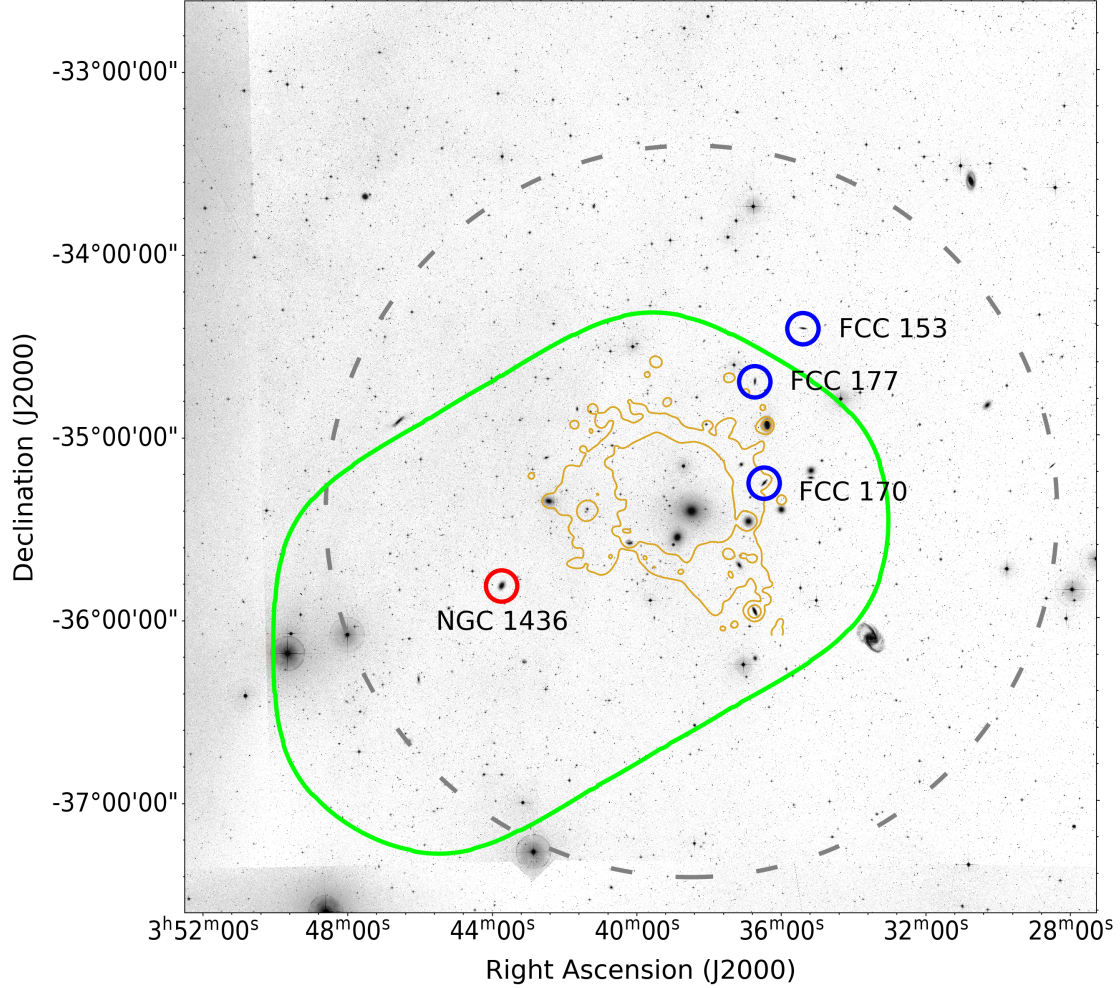 -33°00'00"
-34°00'00"
FCC 153
FCC 177
-35°00'00"
FCC 170
-36°00'00"
NGC 1436
-37°00'00"
Declination (J2000)
3ʰ52ᵐ00ˢ 48ᵐ00ˢ 44ᵐ00ˢ 40ᵐ00ˢ 36ᵐ00ˢ 32ᵐ00ˢ 28ᵐ00ˢ
Right Ascension (J2000)